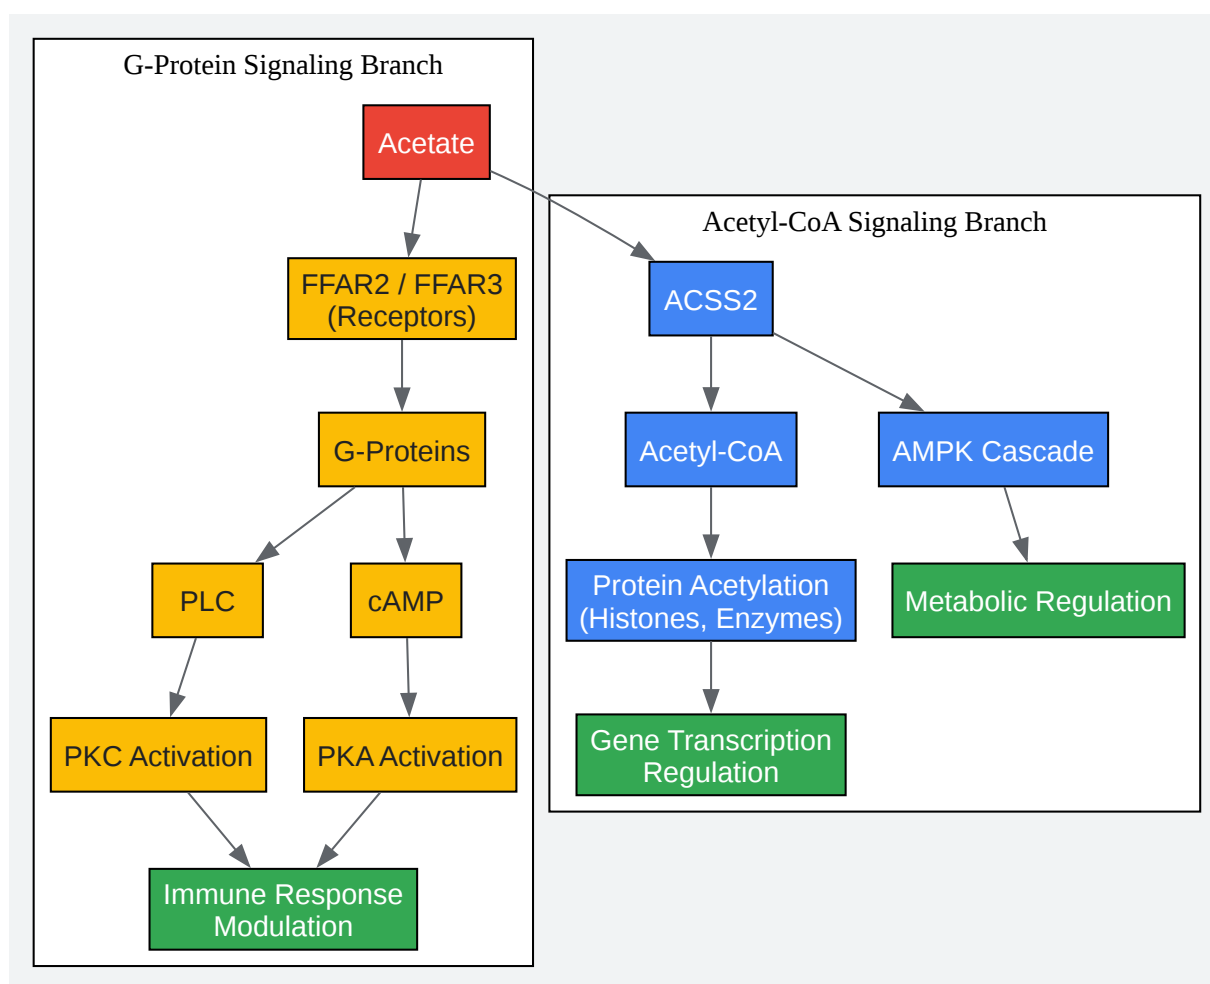 G-Protein Signaling Branch
Acetate
FFAR2 / FFAR3
(Receptors)
G-Proteins
PLC
cAMP
PKC Activation
PKA Activation
Immune Response
Modulation
Acetyl-CoA Signaling Branch
ACSS2
Acetyl-CoA
AMPK Cascade
Protein Acetylation
(Histones, Enzymes)
Metabolic Regulation
Gene Transcription
Regulation